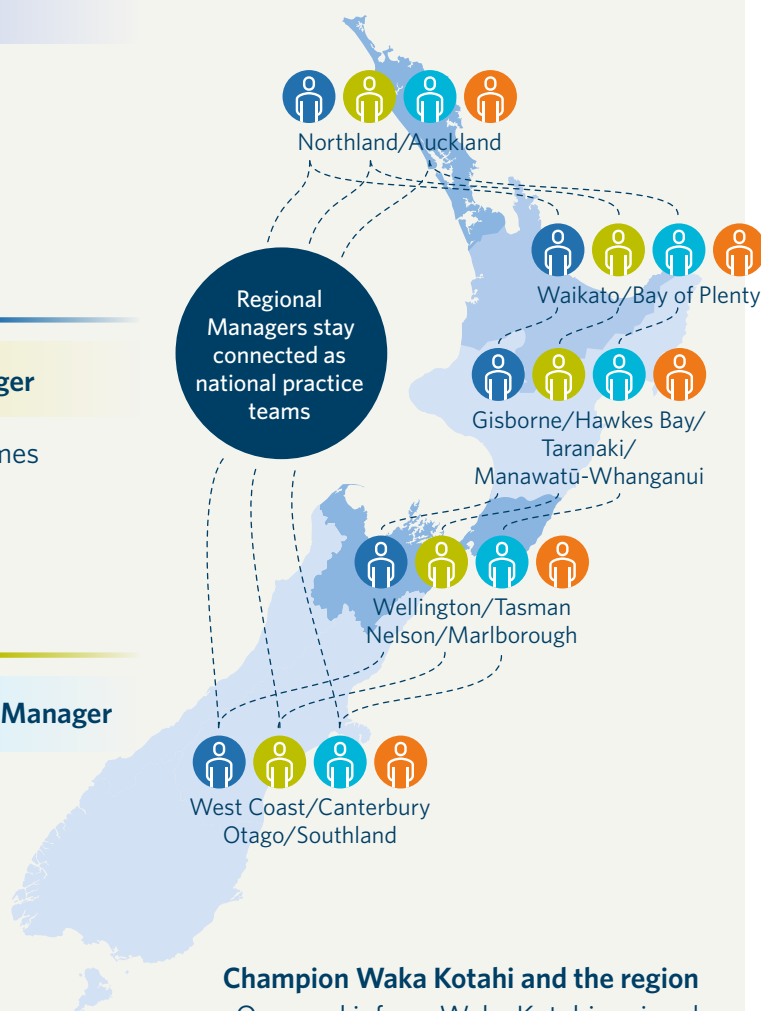 Northland/Auckland
Regional
Managers stay
connected as
national practice
teams
Waikato/Bay of Plenty
ger
Gisborne/Hawkes Bay/
Taranaki/
Manawatū-Whanganui
mes
Wellington/Tasman
Nelson/Marlborough
Manager
West Coast/Canterbury
Otago/Southland
Champion Waka Kotahi and the region